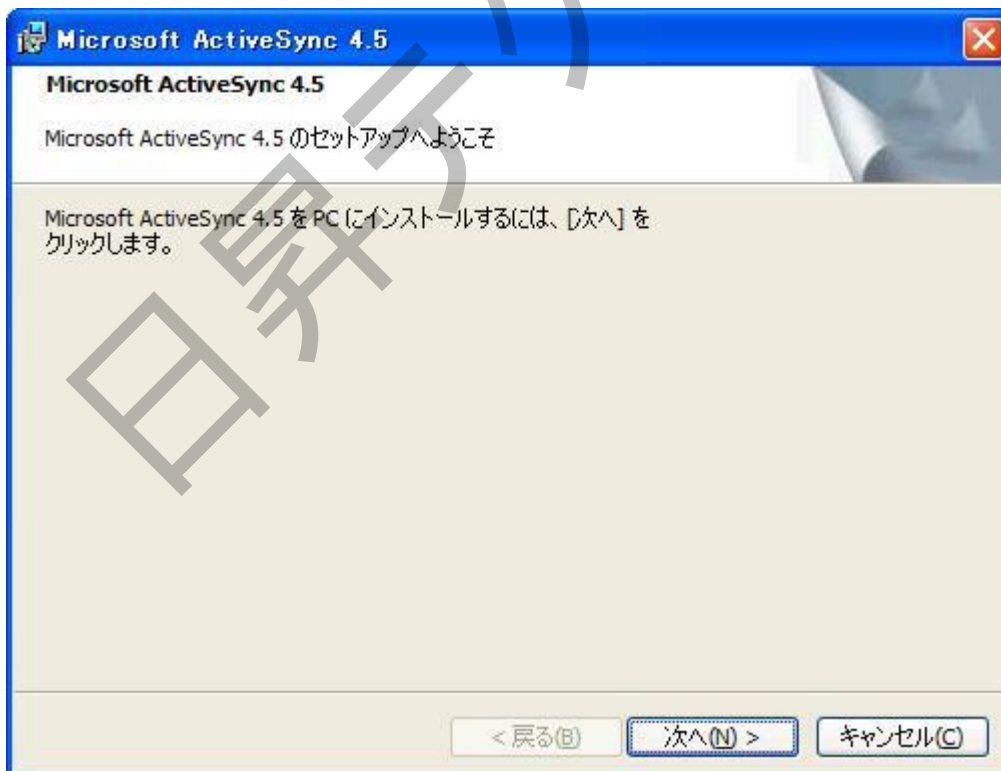 Microsoft ActiveSync 4.5
Microsoft ActiveSync 4.5
Microsoft ActiveSync 4.5 のセットアップへようこそ
Microsoft ActiveSync 4.5 を PC にインストールするには、[次へ] を
クリックします。
< 戻る(B)
次へ(N) >
キャンセル(C)
日昇テ